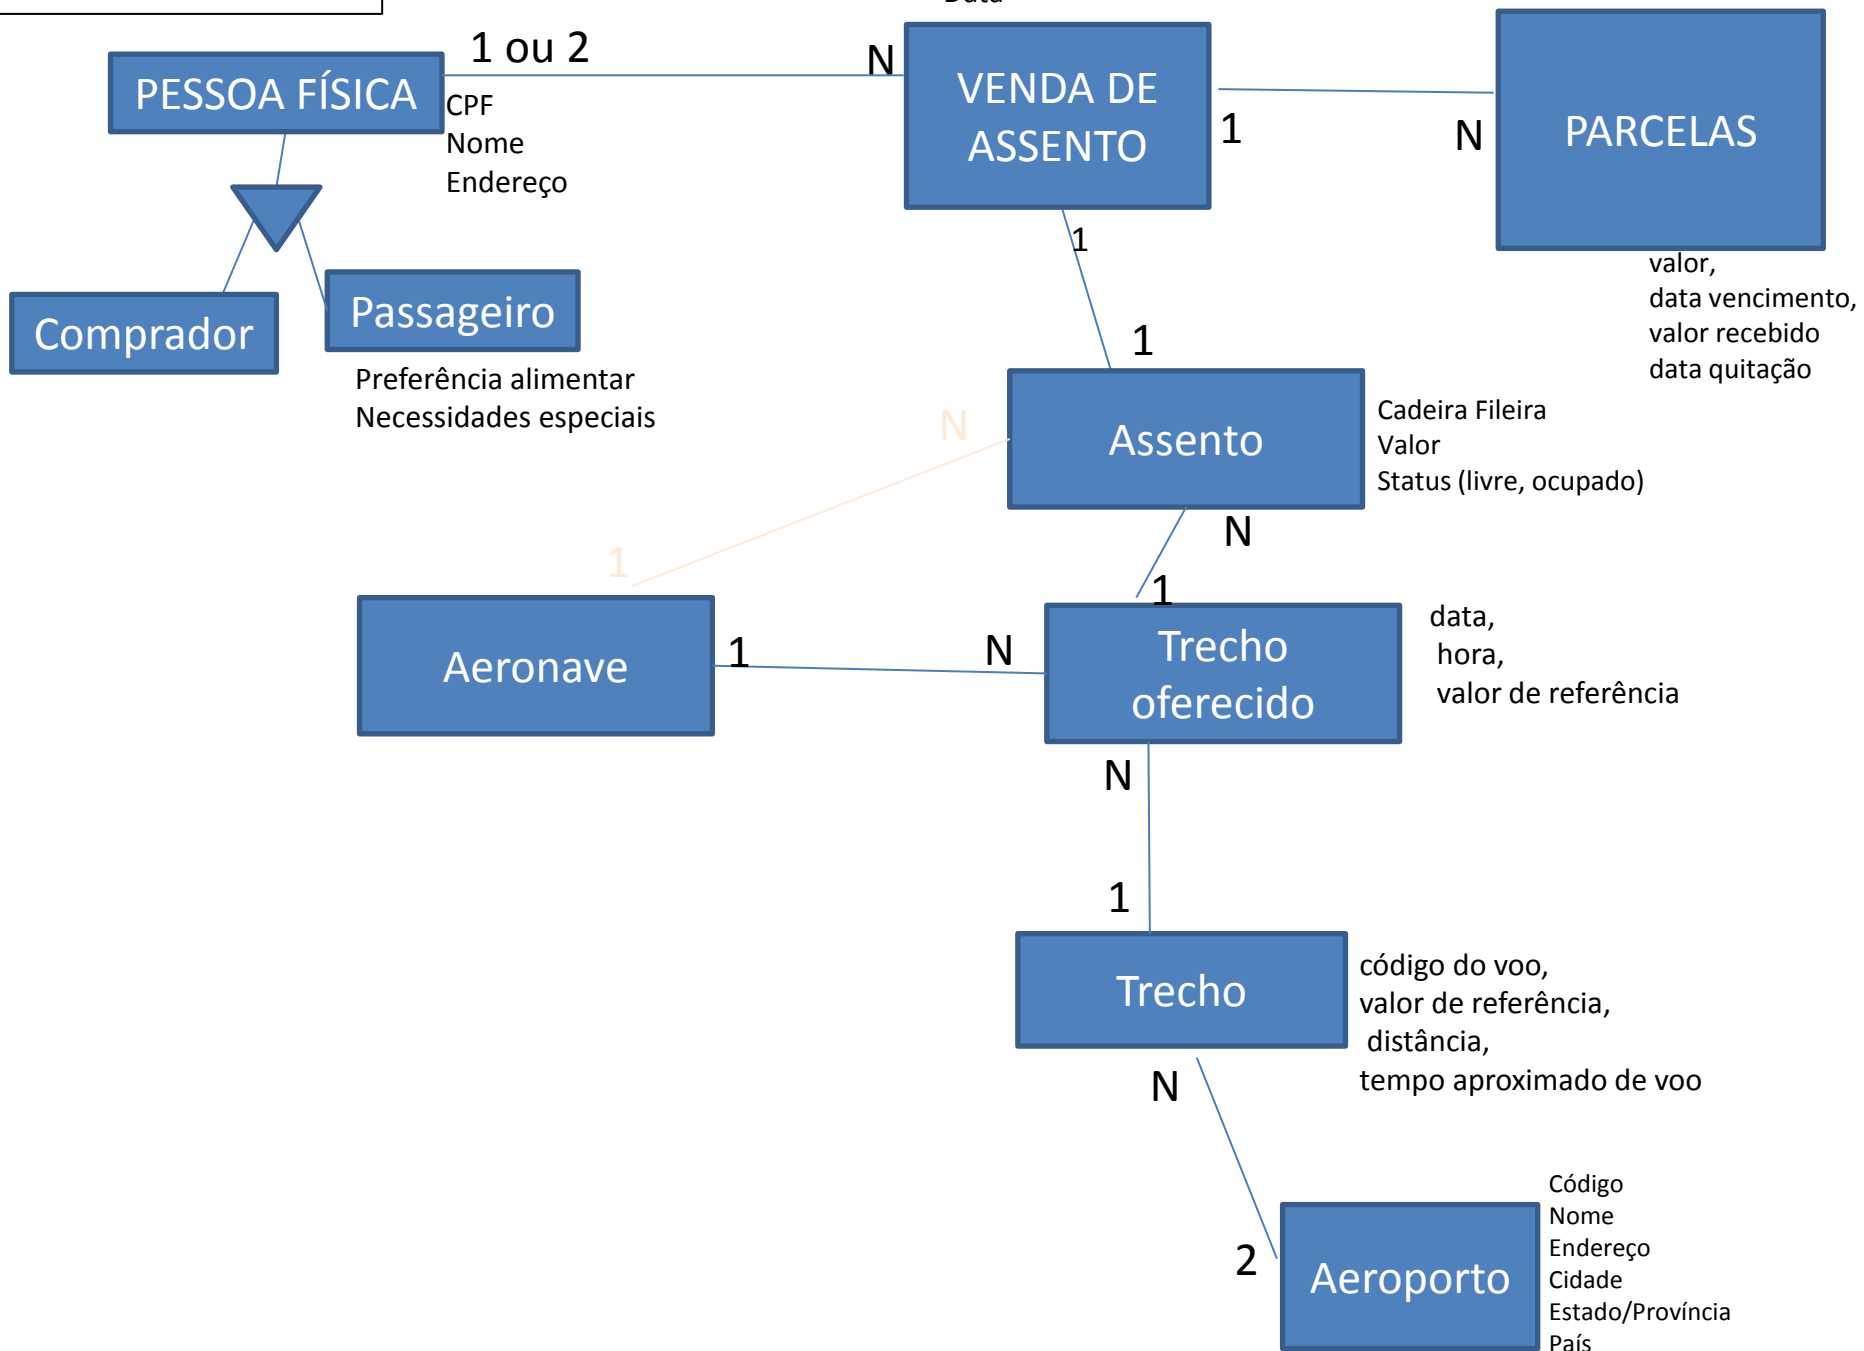 Data
1 ou 2
N
PESSOA FÍSICA
CPF
Nome
Endereço
VENDA DE
ASSENTO
1
N
PARCELAS
valor,
data vencimento,
valor recebido
data quitação
Comprador
Passageiro
Preferência alimentar
Necessidades especiais
1
1
N
Assento
Cadeira Fileira
Valor
Status (livre, ocupado)
N
1
1
Aeronave
1
N
Trecho
oferecido
data,
hora,
valor de referência
N
1
Trecho
código do voo,
valor de referência,
distância,
tempo aproximado de voo
N
2
Aeroporto
Código
Nome
Endereço
Cidade
Estado/Província
País